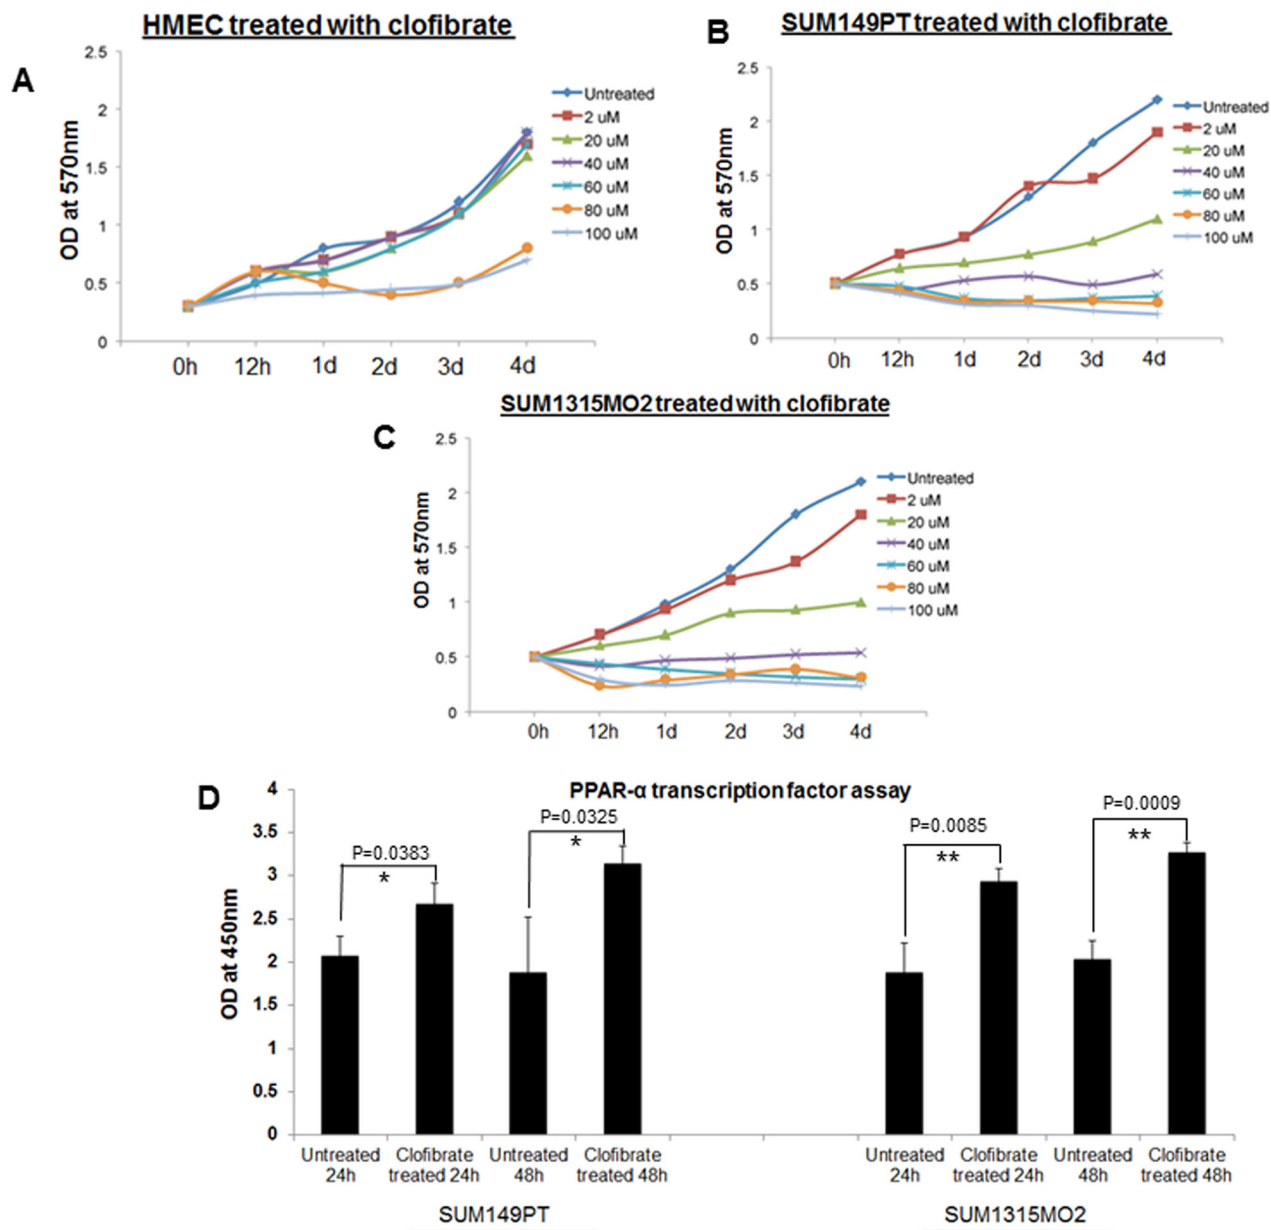 HMEC treated with clofibrate
A
OD at 570nm
2.5
2
1.5
1
0.5
0
0h 12h 1d 2d 3d 4d
Untreated
2 uM
20 uM
40 uM
60 uM
80 uM
100 uM
SUM149PT treated with clofibrate
B
OD at 570nm
2.5
2
1.5
1
0.5
0
0h 12h 1d 2d 3d 4d
Untreated
2 uM
20 uM
40 uM
60 uM
80 uM
100 uM
SUM1315MO2 treated with clofibrate
C
OD at 570nm
2.5
2
1.5
1
0.5
0
0h 12h 1d 2d 3d 4d
Untreated
2 uM
20 uM
40 uM
60 uM
80 uM
100 uM
D
PPAR-α transcription factor assay
OD at 450nm
4
3.5
3
2.5
2
1.5
1
0.5
0
P=0.0383
*
P=0.0325
*
P=0.0085
**
P=0.0009
**
Untreated Clofibrate Untreated Clofibrate Untreated Clofibrate Untreated Clofibrate
24h treated 24h 48h treated 48h 24h treated 24h 48h treated 48h
SUM149PT SUM1315MO2